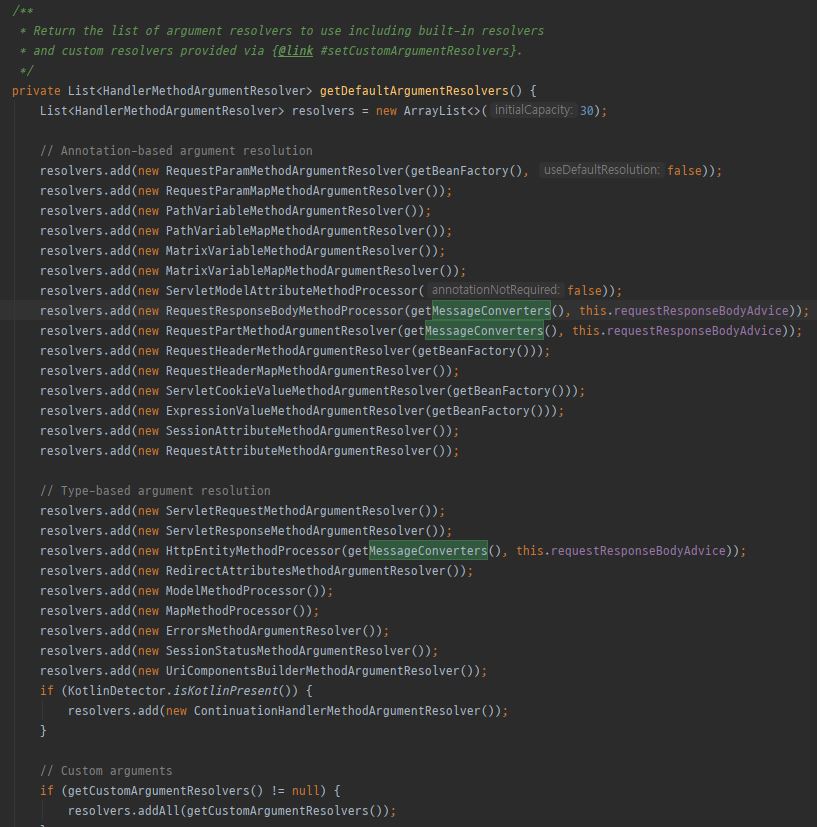 /**
 * Return the list of argument resolvers to use including built-in resolvers
 * and custom resolvers provided via {@link #setCustomArgumentResolvers}.
 */
private List<HandlerMethodArgumentResolver> getDefaultArgumentResolvers() {
    List<HandlerMethodArgumentResolver> resolvers = new ArrayList<>( initialCapacity: 30);

    // Annotation-based argument resolution
    resolvers.add(new RequestParamMethodArgumentResolver(getBeanFactory(), useDefaultResolution: false));
    resolvers.add(new RequestParamMapMethodArgumentResolver());
    resolvers.add(new PathVariableMethodArgumentResolver());
    resolvers.add(new PathVariableMapMethodArgumentResolver());
    resolvers.add(new MatrixVariableMethodArgumentResolver());
    resolvers.add(new MatrixVariableMapMethodArgumentResolver());
    resolvers.add(new ServletModelAttributeMethodProcessor( annotationNotRequired: false));
    resolvers.add(new RequestResponseBodyMethodProcessor(getMessageConverters(), this.requestResponseBodyAdvice));
    resolvers.add(new RequestPartMethodArgumentResolver(getMessageConverters(), this.requestResponseBodyAdvice));
    resolvers.add(new RequestHeaderMethodArgumentResolver(getBeanFactory()));
    resolvers.add(new RequestHeaderMapMethodArgumentResolver());
    resolvers.add(new ServletCookieValueMethodArgumentResolver(getBeanFactory()));
    resolvers.add(new ExpressionValueMethodArgumentResolver(getBeanFactory()));
    resolvers.add(new SessionAttributeMethodArgumentResolver());
    resolvers.add(new RequestAttributeMethodArgumentResolver());

    // Type-based argument resolution
    resolvers.add(new ServletRequestMethodArgumentResolver());
    resolvers.add(new ServletResponseMethodArgumentResolver());
    resolvers.add(new HttpEntityMethodProcessor(getMessageConverters(), this.requestResponseBodyAdvice));
    resolvers.add(new RedirectAttributesMethodArgumentResolver());
    resolvers.add(new ModelMethodProcessor());
    resolvers.add(new MapMethodProcessor());
    resolvers.add(new ErrorsMethodArgumentResolver());
    resolvers.add(new SessionStatusMethodArgumentResolver());
    resolvers.add(new UriComponentsBuilderMethodArgumentResolver());
    if (KotlinDetector.isKotlinPresent()) {
        resolvers.add(new ContinuationHandlerMethodArgumentResolver());
    }

    // Custom arguments
    if (getCustomArgumentResolvers() != null) {
        resolvers.addAll(getCustomArgumentResolvers());
    }